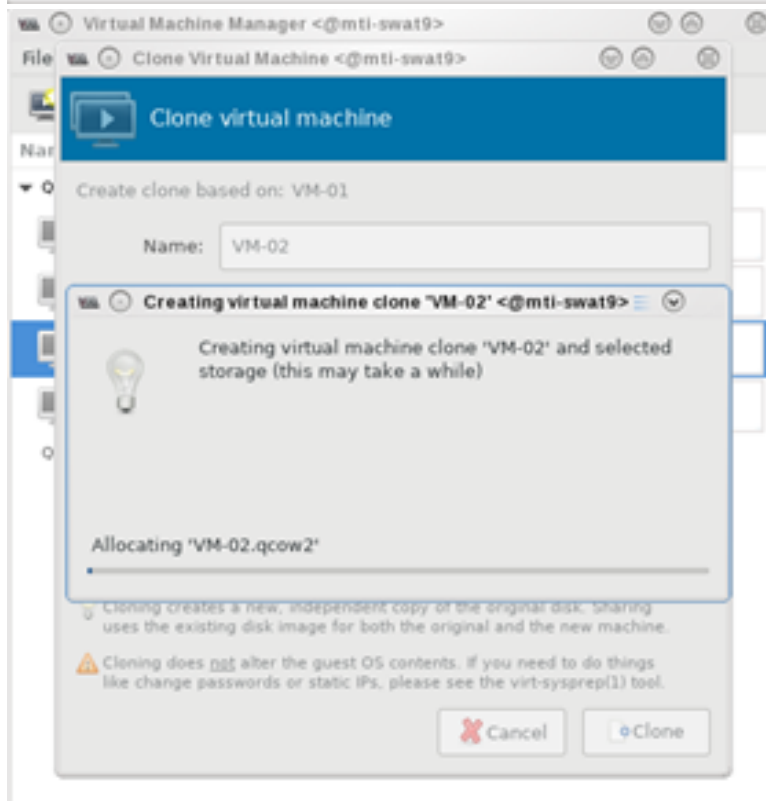 Virtual Machine Manager <@mti-swat9>
File
Clone Virtual Machine <@mti-swat9>
Clone virtual machine
Create clone based on: VM-01
Name: VM-02
Creating virtual machine clone 'VM-02' <@mti-swat9>
Creating virtual machine clone 'VM-02' and selected
storage (this may take a while)
Allocating 'VM-02.qcow2'
Cloning creates a new, independent copy of the original disk. Sharing
uses the existing disk image for both the original and the new machine.
Cloning does not alter the guest OS contents. If you need to do things
like change passwords or static IPs, please see the virt-sysprep(1) tool.
Cancel
Clone